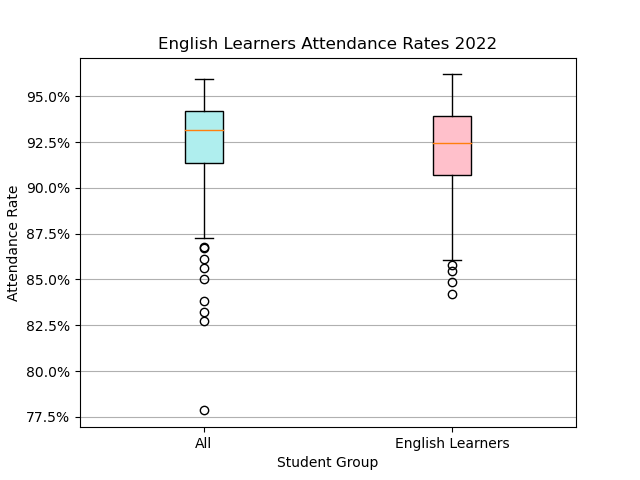 English Learners Attendance Rates 2022
95.0%
92.5%
90.0%
87.5%
85.0%
82.5%
80.0%
77.5%
Attendance Rate
All
English Learners
Student Group